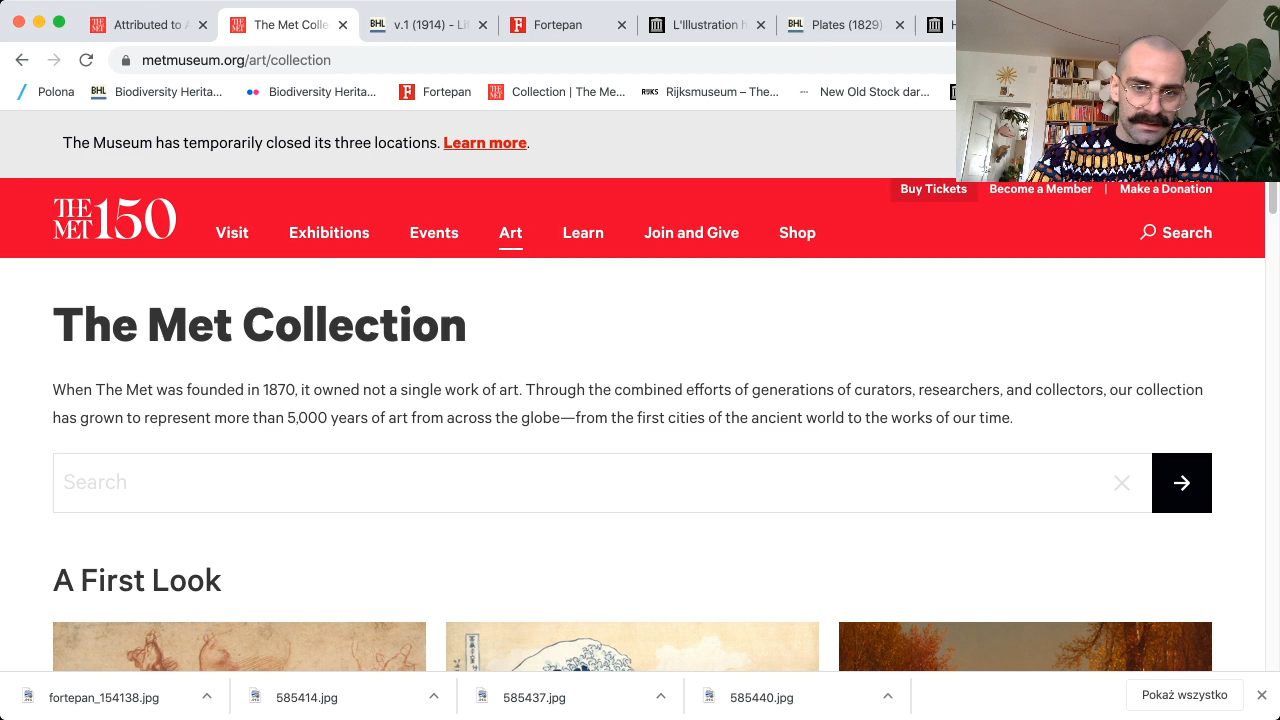 Attributed to A
The Met Colle
BHL v.1 (1914) - Li
Fortepan
L'Illustration h
BHL Plates (1829)
metmuseum.org/art/collection
Polona
BHL Biodiversity Herita...
Biodiversity Herita...
Fortepan
THE MET Collection | The Me...
RIJKS Rijksmuseum – The...
New Old Stock dar...
The Museum has temporarily closed its three locations. Learn more.
Buy Tickets
Become a Member | Make a Donation
THE MET 150
Visit
Exhibitions
Events
Art
Learn
Join and Give
Shop
Search
The Met Collection
When The Met was founded in 1870, it owned not a single work of art. Through the combined efforts of generations of curators, researchers, and collectors, our collection
has grown to represent more than 5,000 years of art from across the globe—from the first cities of the ancient world to the works of our time.
Search
A First Look
fortepan_154138.jpg
585414.jpg
585437.jpg
585440.jpg
Pokaż wszystko